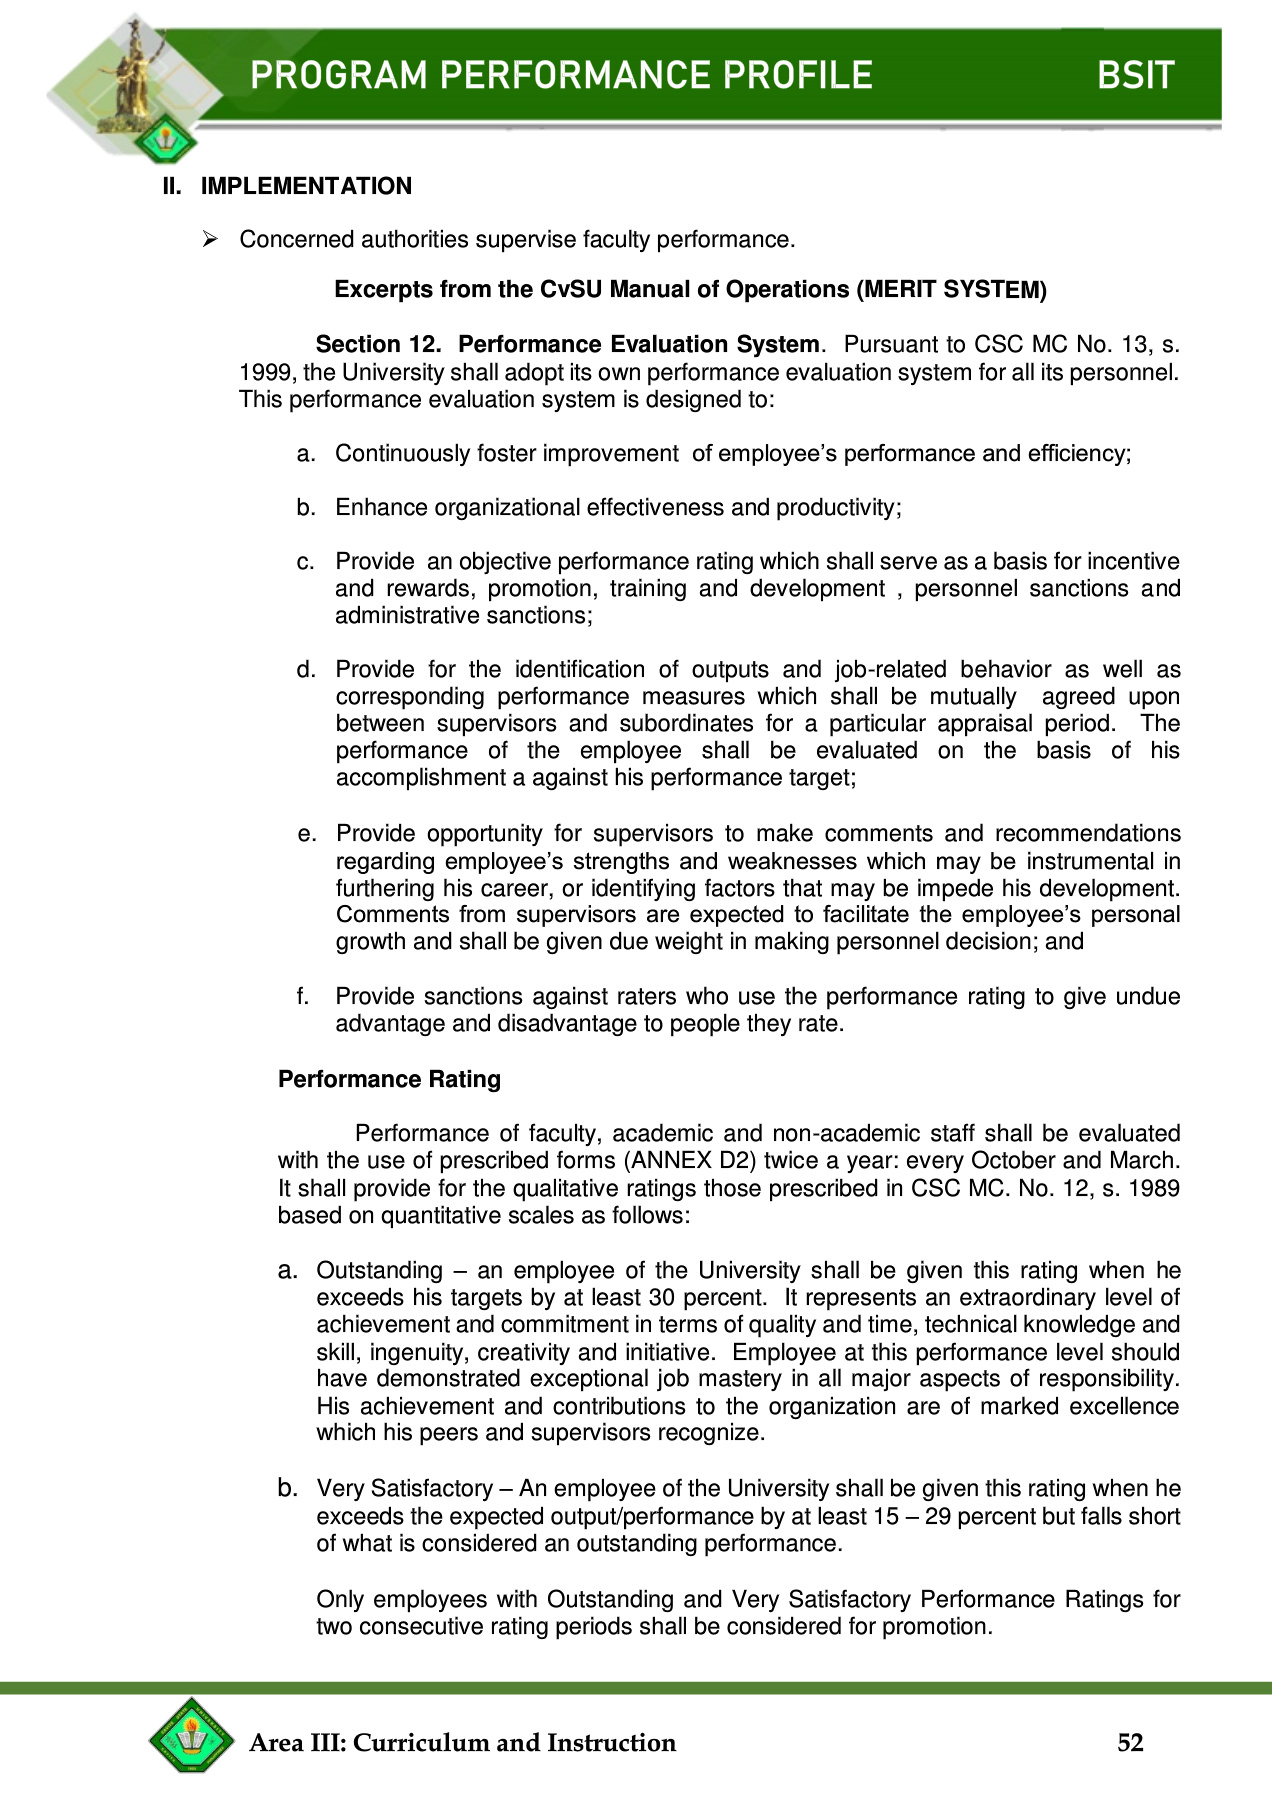 PROGRAM PERFORMANCE PROFILE BSIT
II. IMPLEMENTATION
➢ Concerned authorities supervise faculty performance.
Excerpts from the CvSU Manual of Operations (MERIT SYSTEM)
Section 12. Performance Evaluation System. Pursuant to CSC MC No. 13, s.
1999, the University shall adopt its own performance evaluation system for all its personnel.
This performance evaluation system is designed to:
a. Continuously foster improvement of employee’s performance and efficiency;
b. Enhance organizational effectiveness and productivity;
c. Provide an objective performance rating which shall serve as a basis for incentive
and rewards, promotion, training and development , personnel sanctions and
administrative sanctions;
d. Provide for the identification of outputs and job-related behavior as well as
corresponding performance measures which shall be mutually agreed upon
between supervisors and subordinates for a particular appraisal period. The
performance of the employee shall be evaluated on the basis of his
accomplishment a against his performance target;
e. Provide opportunity for supervisors to make comments and recommendations
regarding employee’s strengths and weaknesses which may be instrumental in
furthering his career, or identifying factors that may be impede his development.
Comments from supervisors are expected to facilitate the employee’s personal
growth and shall be given due weight in making personnel decision; and
f. Provide sanctions against raters who use the performance rating to give undue
advantage and disadvantage to people they rate.
Performance Rating
Performance of faculty, academic and non-academic staff shall be evaluated
with the use of prescribed forms (ANNEX D2) twice a year: every October and March.
It shall provide for the qualitative ratings those prescribed in CSC MC. No. 12, s. 1989
based on quantitative scales as follows:
a. Outstanding – an employee of the University shall be given this rating when he
exceeds his targets by at least 30 percent. It represents an extraordinary level of
achievement and commitment in terms of quality and time, technical knowledge and
skill, ingenuity, creativity and initiative. Employee at this performance level should
have demonstrated exceptional job mastery in all major aspects of responsibility.
His achievement and contributions to the organization are of marked excellence
which his peers and supervisors recognize.
b. Very Satisfactory – An employee of the University shall be given this rating when he
exceeds the expected output/performance by at least 15 – 29 percent but falls short
of what is considered an outstanding performance.
Only employees with Outstanding and Very Satisfactory Performance Ratings for
two consecutive rating periods shall be considered for promotion.
Area III: Curriculum and Instruction 52